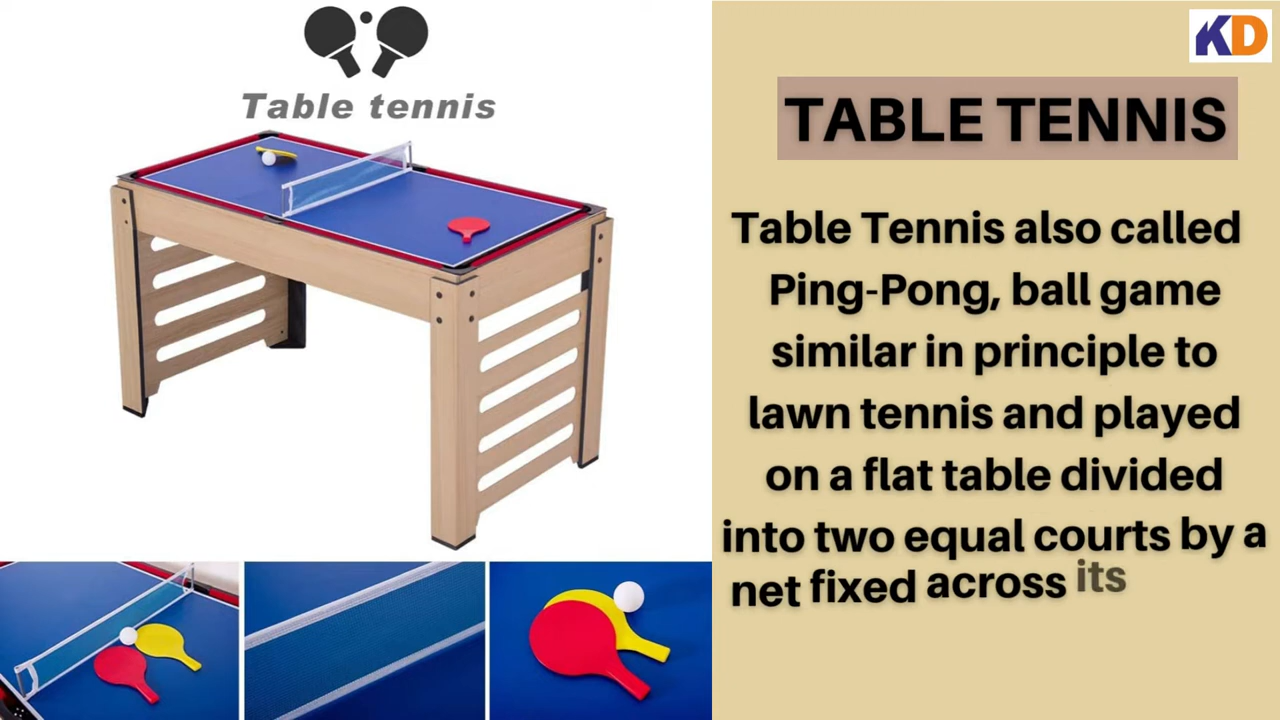 Table tennis
KD
TABLE TENNIS
Table Tennis also called
Ping-Pong, ball game
similar in principle to
lawn tennis and played
on a flat table divided
into two equal courts by a
net fixed across its